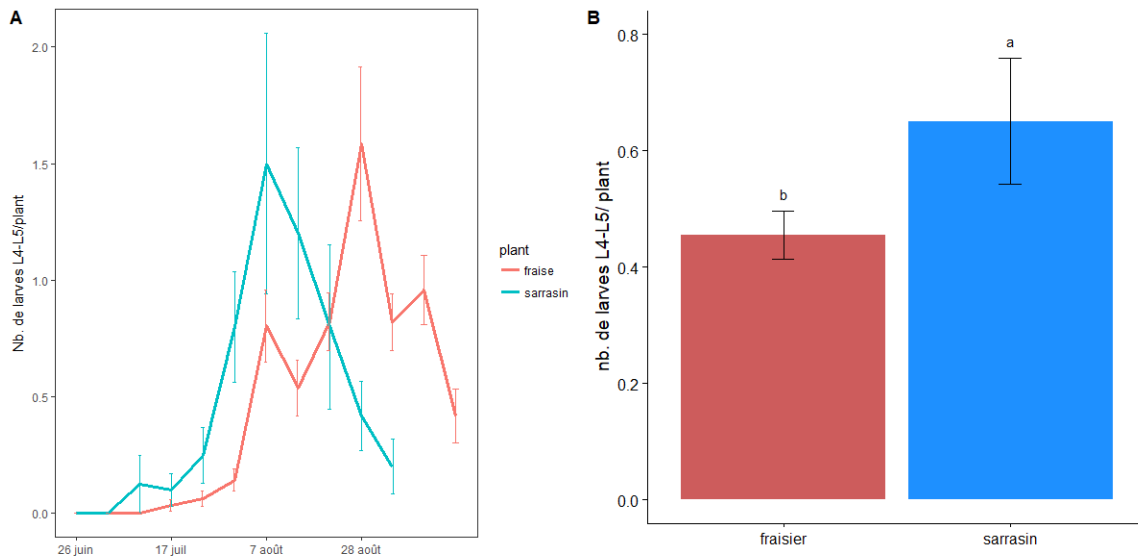 A
Nb. de larves L4-L5/plant
2.0
1.5
1.0
0.5
0.0
26 juin
17 juil
7 août
28 août
plant
fraise
sarrasin
B
nb. de larves L4-L5/ plant
0.8
0.6
0.4
0.2
0.0
b
a
fraisier
sarrasin